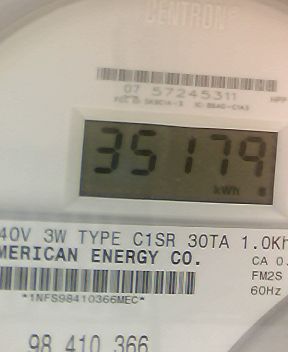 CENTRON®
07 57245311
35179
kWh
40V 3W TYPE C1SR 30TA 1.0Kh
MERICAN ENERGY CO.
CA 0.
*1NFS98410366MEC*
FM2S
60Hz
98 410 366